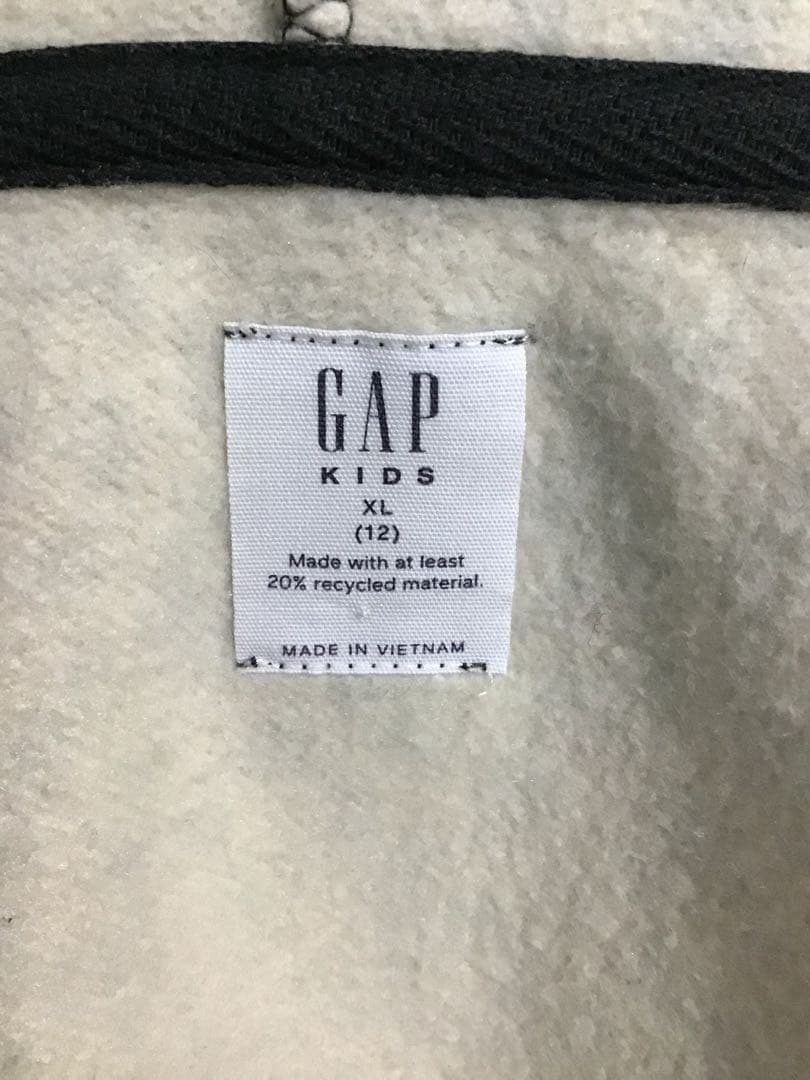 GAP
KIDS
XL
(12)
Made with at least
20% recycled material.
MADE IN VIETNAM